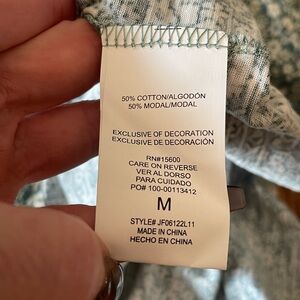 50% COTTON/ALGODÓN
50% MODAL/MODAL
EXCLUSIVE OF DECORATION
EXCLUSIVE DE DECORACIÓN
RN#15600
CARE ON REVERSE
VER AL DORSO
PARA CUIDADO
PO# 100-00113412
M
STYLE# JF06122L11
MADE IN CHINA
HECHO EN CHINA